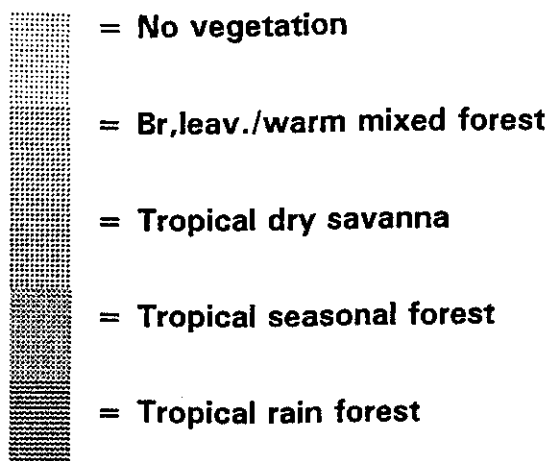 = No vegetation
= Br,leav./warm mixed forest
= Tropical dry savanna
= Tropical seasonal forest
= Tropical rain forest